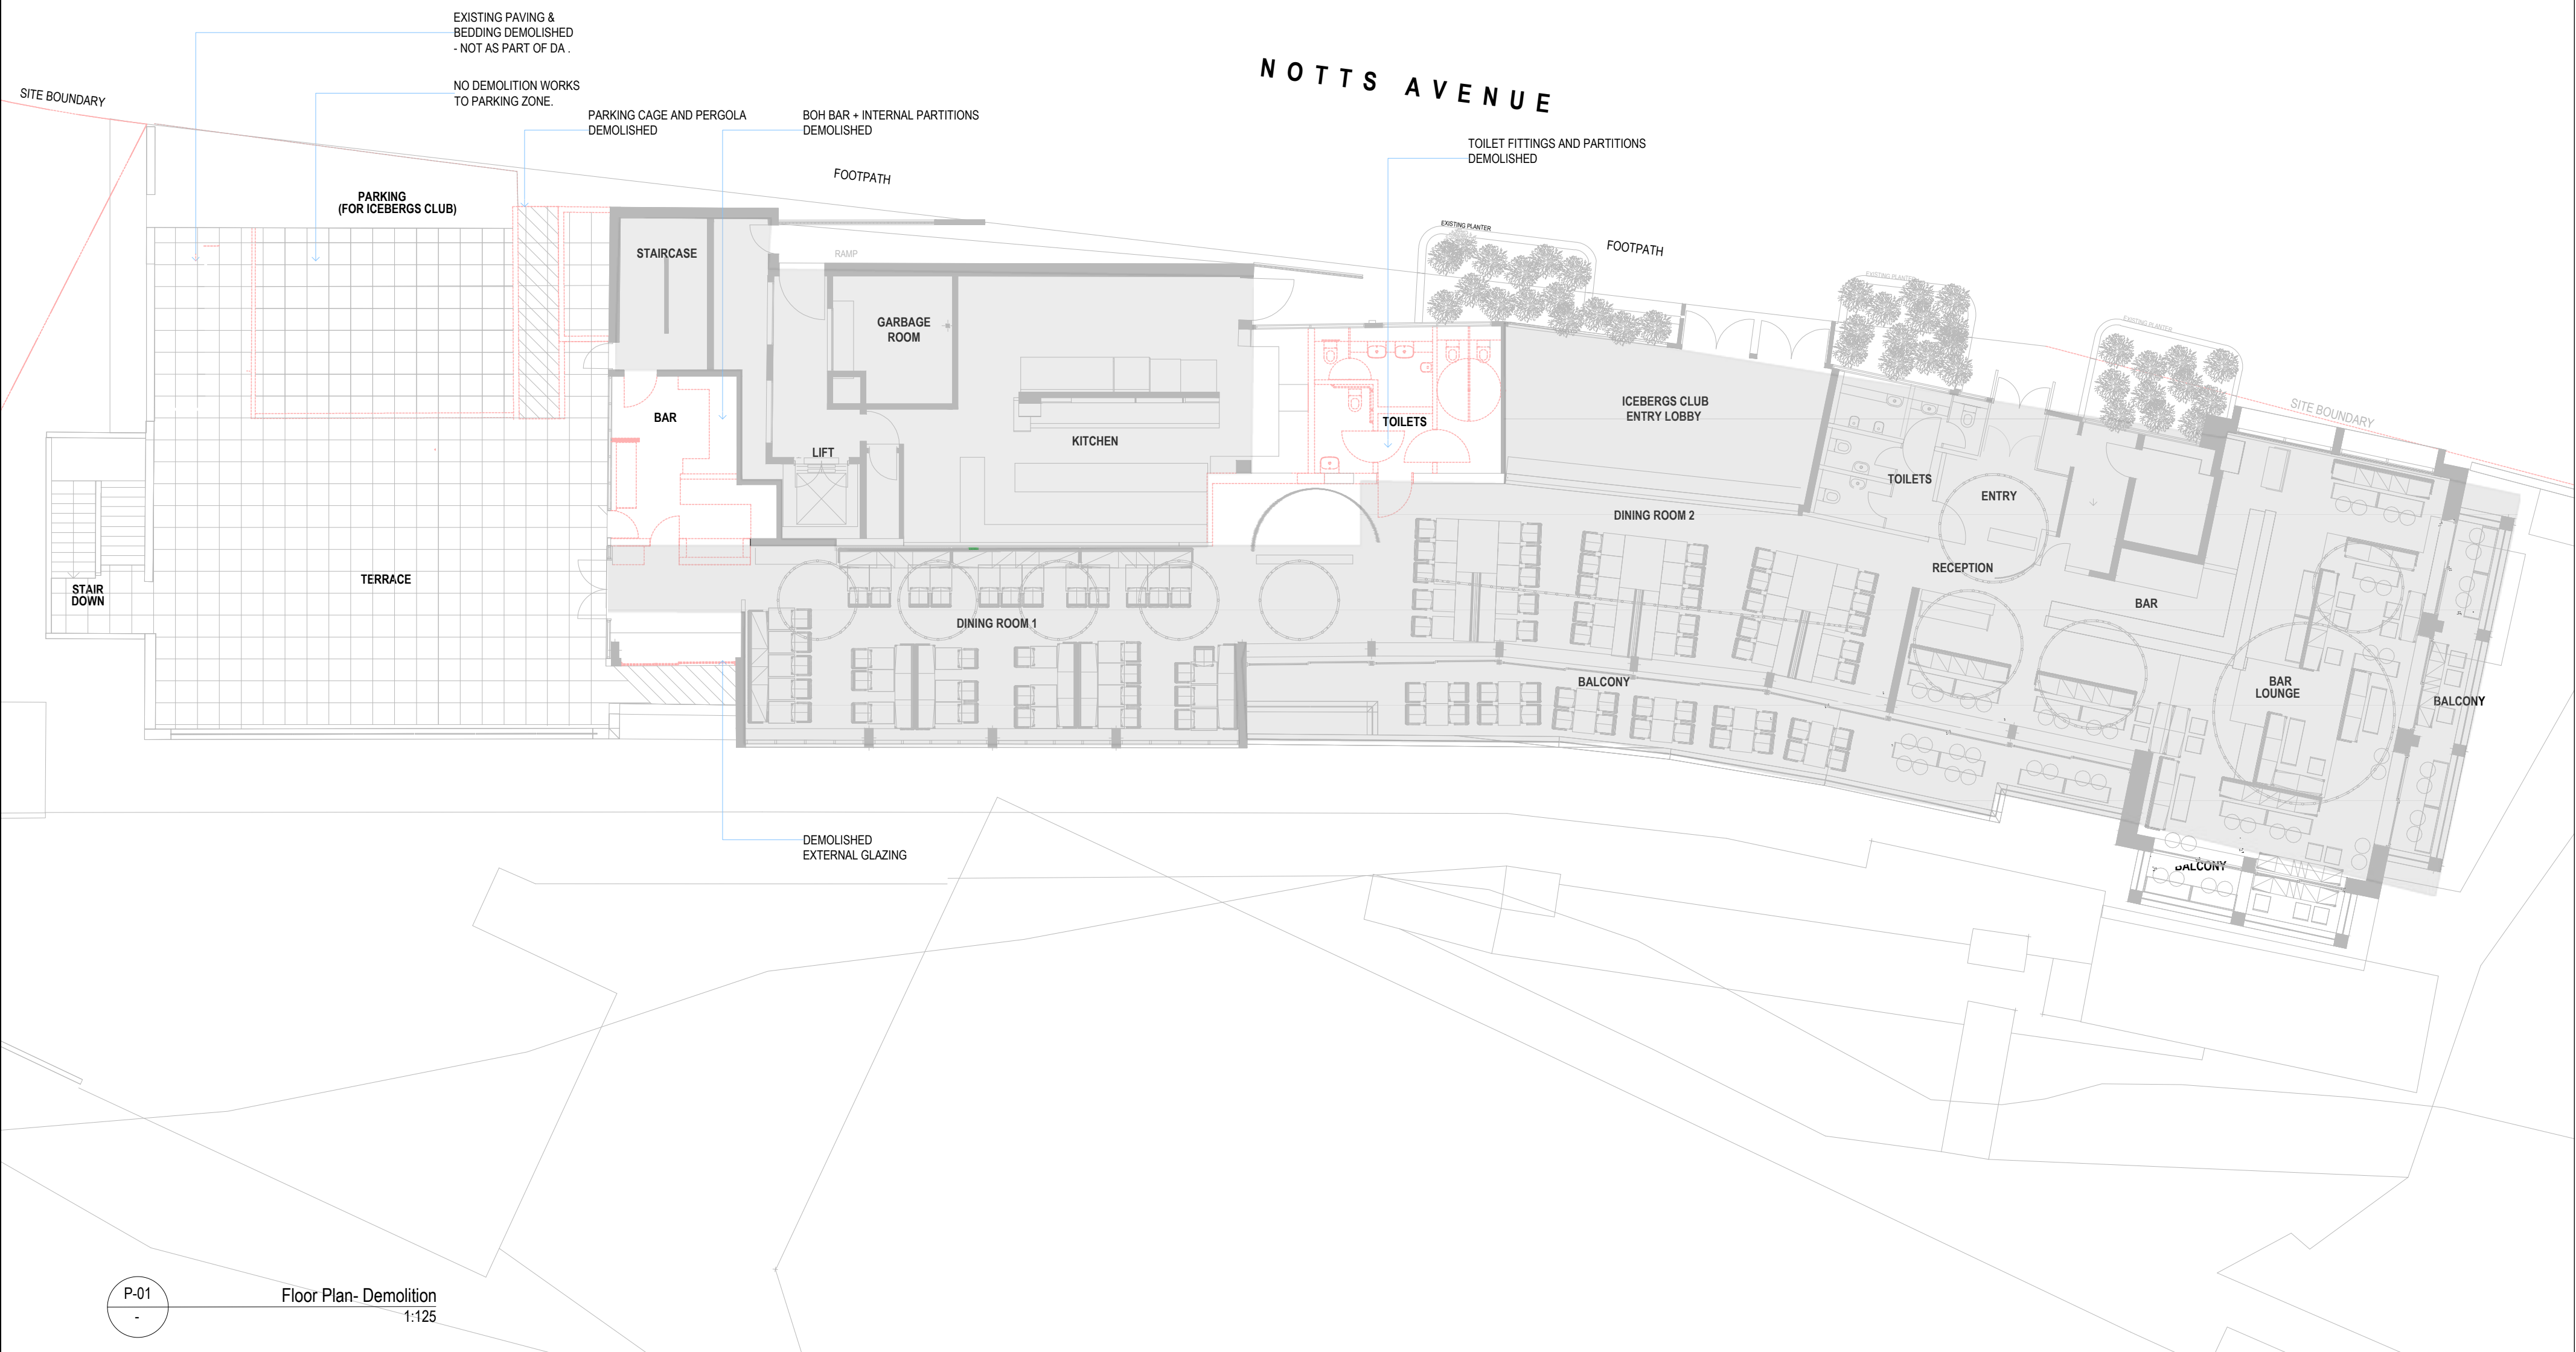 EXISTING PAVING &
BEDDING DEMOLISHED
- NOT AS PART OF DA .
NO DEMOLITION WORKS
TO PARKING ZONE.
SITE BOUNDARY
PARKING CAGE AND PERGOLA
DEMOLISHED
BOH BAR + INTERNAL PARTITIONS
DEMOLISHED
NOTTS AVENUE
TOILET FITTINGS AND PARTITIONS
DEMOLISHED
FOOTPATH
PARKING
(FOR ICEBERGS CLUB)
EXISTING PLANTER
FOOTPATH
STAIRCASE
RAMP
EXISTING PLANTER
EXISTING PLANTER
GARBAGE
ROOM
ICEBERGS CLUB
ENTRY LOBBY
SITE BOUNDARY
BAR
TOILETS
KITCHEN
LIFT
TOILETS
ENTRY
DINING ROOM 2
RECEPTION
TERRACE
STAIR
DOWN
BAR
DINING ROOM 1
BALCONY
BAR
LOUNGE
BALCONY
DEMOLISHED
EXTERNAL GLAZING
BALCONY
P-01
-
Floor Plan- Demolition
1:125